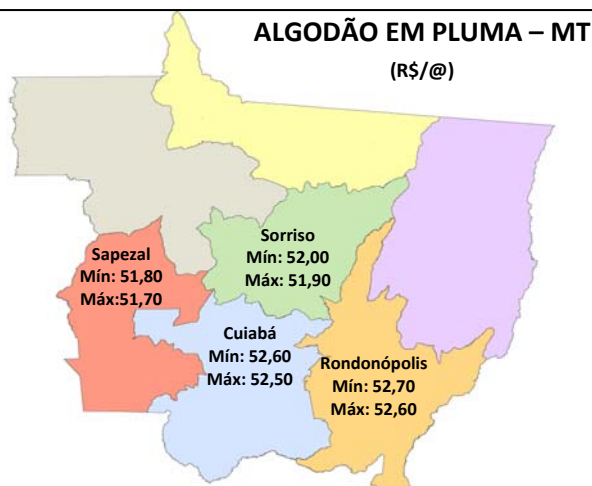 ALGODÃO EM PLUMA – MT
(R$/@)
Sorriso
Mín: 52,00
Máx: 51,90
Sapezal
Mín: 51,80
Máx:51,70
Cuiabá
Mín: 52,60
Máx: 52,50
Rondonópolis
Mín: 52,70
Máx: 52,60